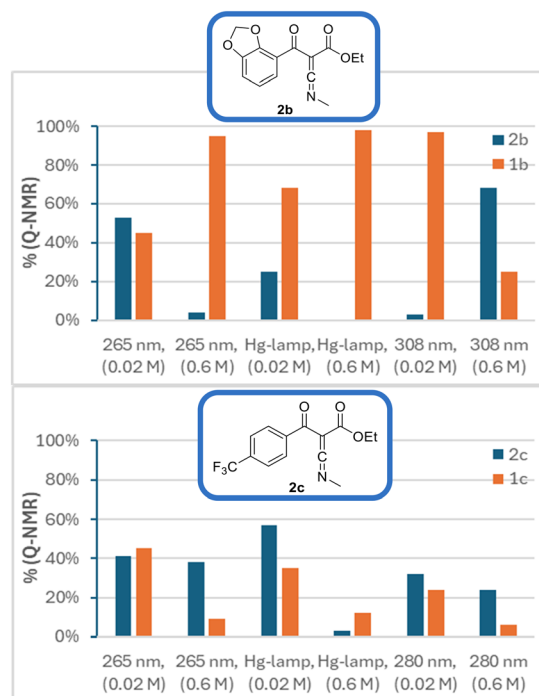 O
O
O
O
OEt
C
N
2b
100%
80%
60%
40%
20%
0%
% (Q-NMR)
2b
1b
265 nm, 265 nm, Hg-lamp, Hg-lamp, 308 nm, 308 nm
(0.02 M) (0.6 M) (0.02 M) (0.6 M) (0.02 M) (0.6 M)
O
O
OEt
C
N
F3C
2c
100%
80%
60%
40%
20%
0%
% (Q-NMR)
2c
1c
265 nm, 265 nm, Hg-lamp, Hg-lamp, 280 nm, 280 nm
(0.02 M) (0.6 M) (0.02 M) (0.6 M) (0.02 M) (0.6 M)